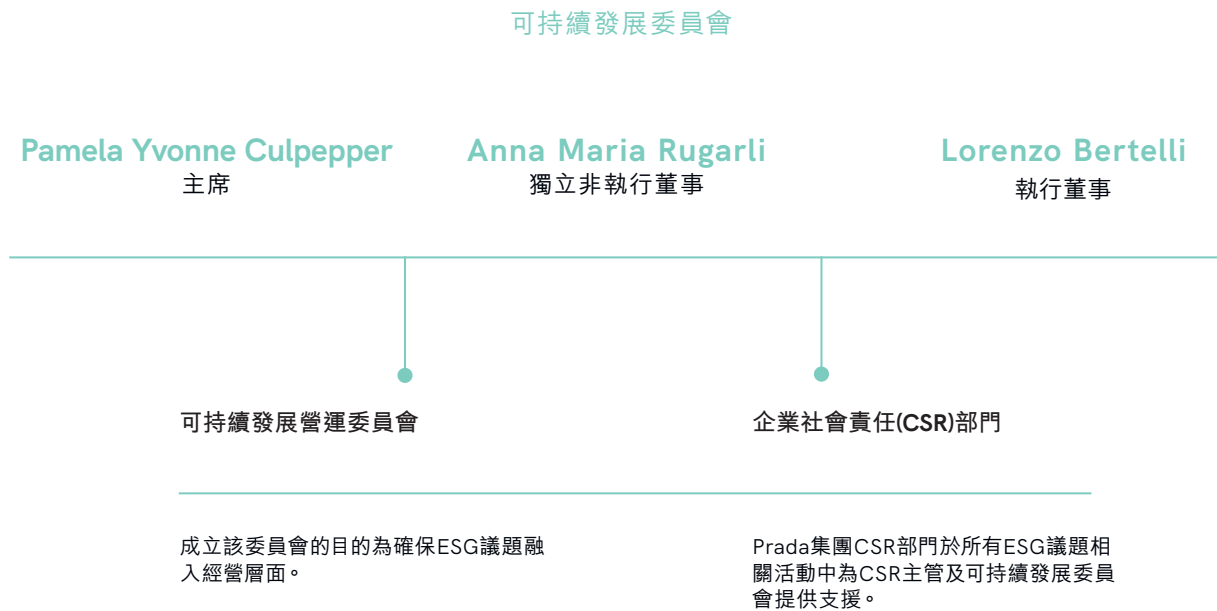 可持續發展委員會
Pamela Yvonne Culpepper
主席
Anna Maria Rugarli
獨立非執行董事
Lorenzo Bertelli
執行董事
可持續發展營運委員會
成立該委員會的目的為確保ESG議題融
入經營層面。
企業社會責任(CSR)部門
Prada集團CSR部門於所有ESG議題相
關活動中為CSR主管及可持續發展委員
會提供支援。